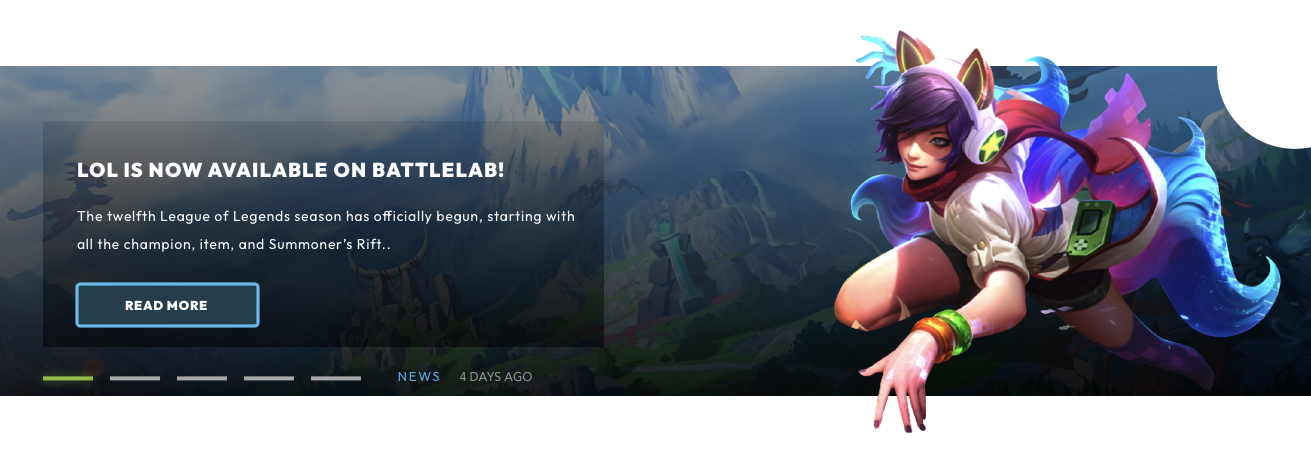 LOL IS NOW AVAILABLE ON BATTLELAB!
The twelfth League of Legends season has officially begun, starting with
all the champion, item, and Summoner's Rift..
READ MORE
NEWS 4 DAYS AGO